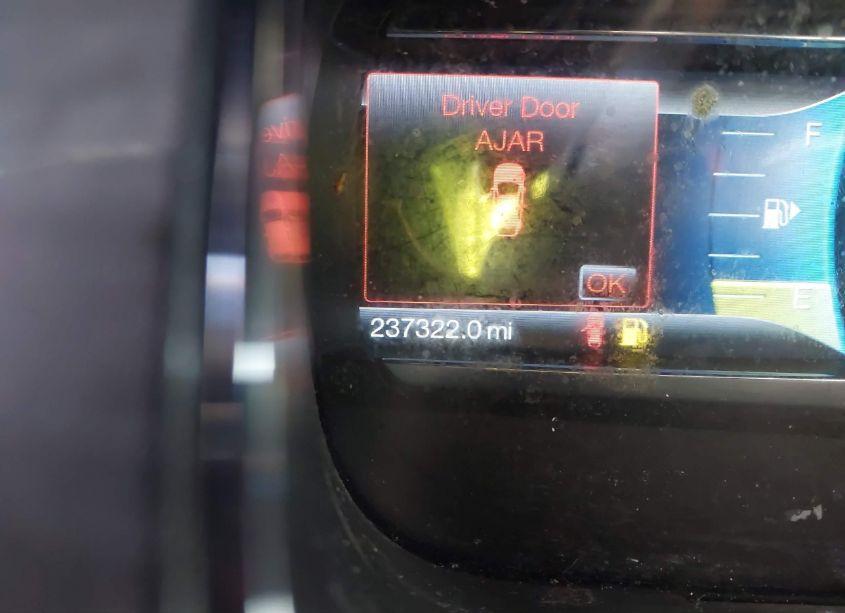 Driver Door
AJAR
OK
237322.0 mi
F
E